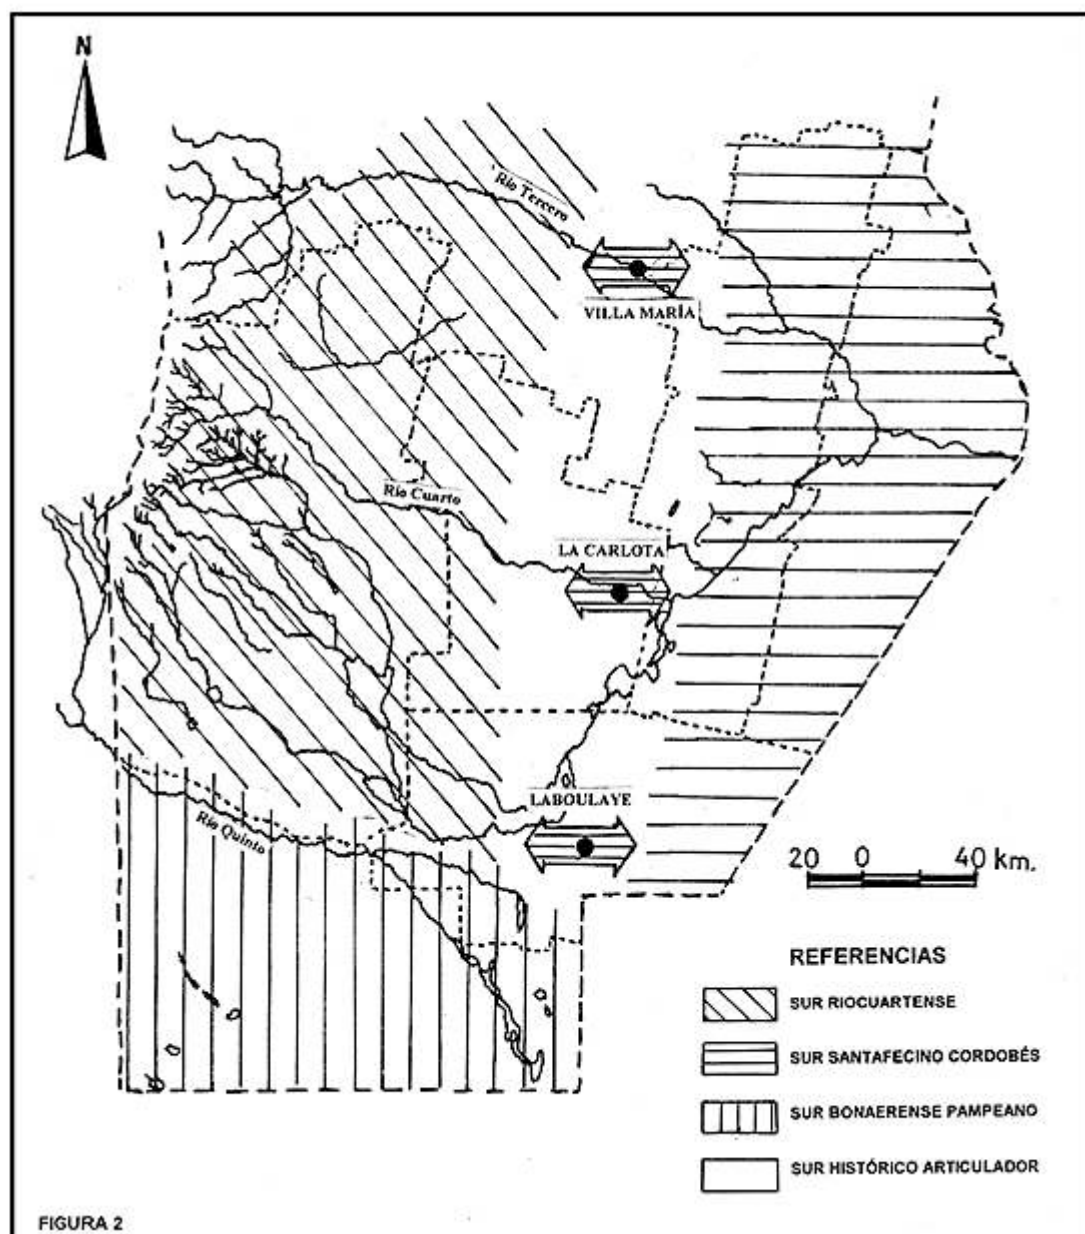 N
Río Tercero
VILLA MARÍA
Río Cuarto
LA CARLOTA
LABOULAYE
Río Quinto
20 0 40 km.
REFERENCIAS
SUR RIOCUARTENSE
SUR SANTAFECINO CORDOBÉS
SUR BONAERENSE PAMPEANO
SUR HISTÓRICO ARTICULADOR
FIGURA 2